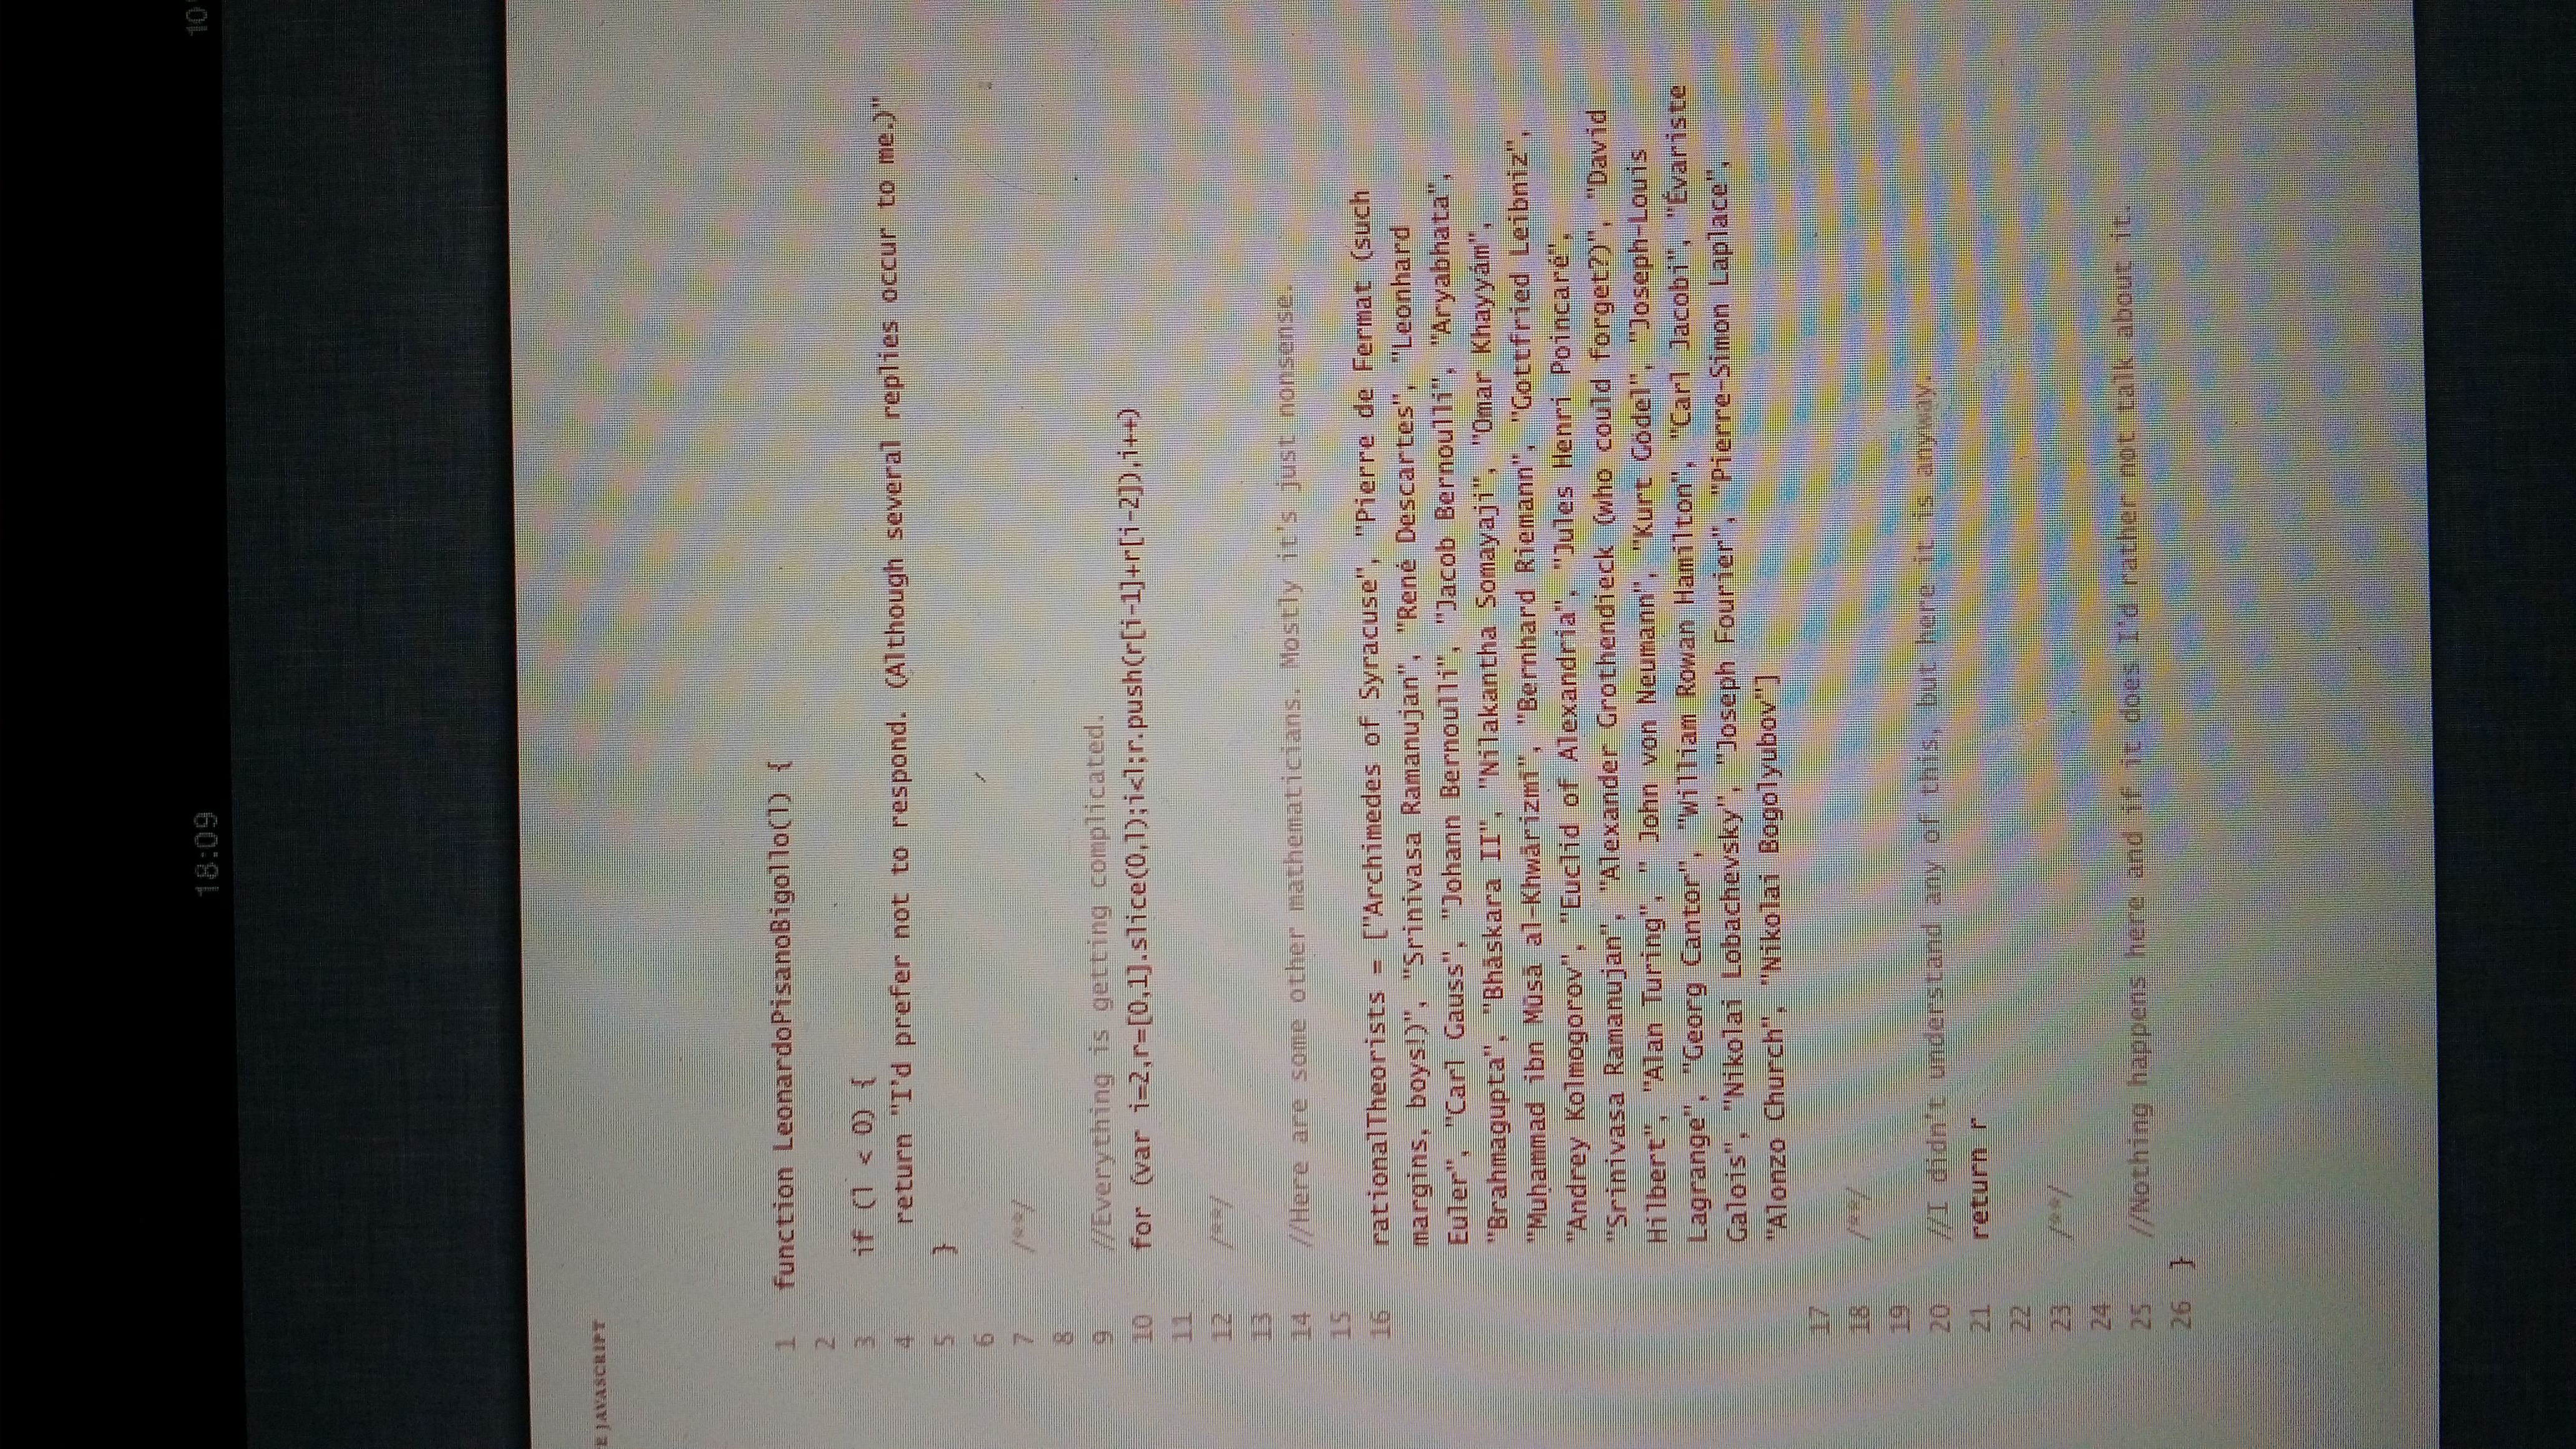 18:09
10
E JAVASCRIPT
1 function LeonardoPisanoBigollo(l) {
2
3 if (l < 0) {
4 return "I'd prefer not to respond. (Although several replies occur to me.)"
5 }
6
7 /**/
8
9 //Everything is getting complicated.
10 for (var i=2,r=[0,1].slice(0,l);i<l;r.push(r[i-1]+r[i-2]),i++)
11
12 /**/
13
14 //Here are some other mathematicians. Mostly it's just nonsense.
15
16 rationalTheorists = ["Archimedes of Syracuse", "Pierre de Fermat (such
margins, boys!)", "Srinivasa Ramanujan", "René Descartes", "Leonhard
Euler", "Carl Gauss", "Johann Bernoulli", "Jacob Bernoulli", "Aryabhata",
"Brahmagupta", "Bhāskara II", "Nilakantha Somayaji", "Omar Khayyám",
"Muḥammad ibn Mūsā al-Khwārizmī", "Bernhard Riemann", "Gottfried Leibniz",
"Andrey Kolmogorov", "Euclid of Alexandria", "Jules Henri Poincaré",
"Srinivasa Ramanujan", "Alexander Grothendieck (who could forget?)", "David
Hilbert", "Alan Turing", " John von Neumann", "Kurt Gödel", "Joseph-Louis
Lagrange", "Georg Cantor", "William Rowan Hamilton", "Carl Jacobi", "Évariste
Galois", "Nikolai Lobachevsky", "Joseph Fourier", "Pierre-Simon Laplace",
"Alonzo Church", "Nikolai Bogolyubov"]
17
18 /**/
19
20 //I didn't understand any of this, but here it is anyway.
21 return r
22
23 /**/
24
25 //Nothing happens here and if it does I'd rather not talk about it.
26 }